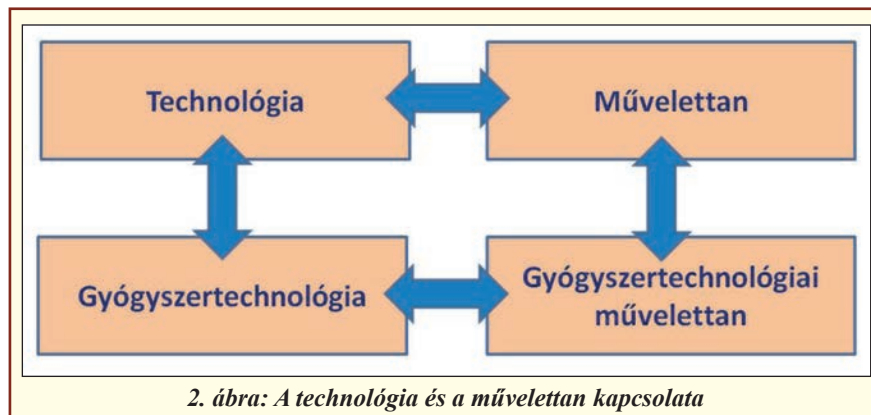 Technológia
Művelettan
Gyógyszertechnológia
Gyógyszertechnológiai
művelettan
2. ábra: A technológia és a művelettan kapcsolata